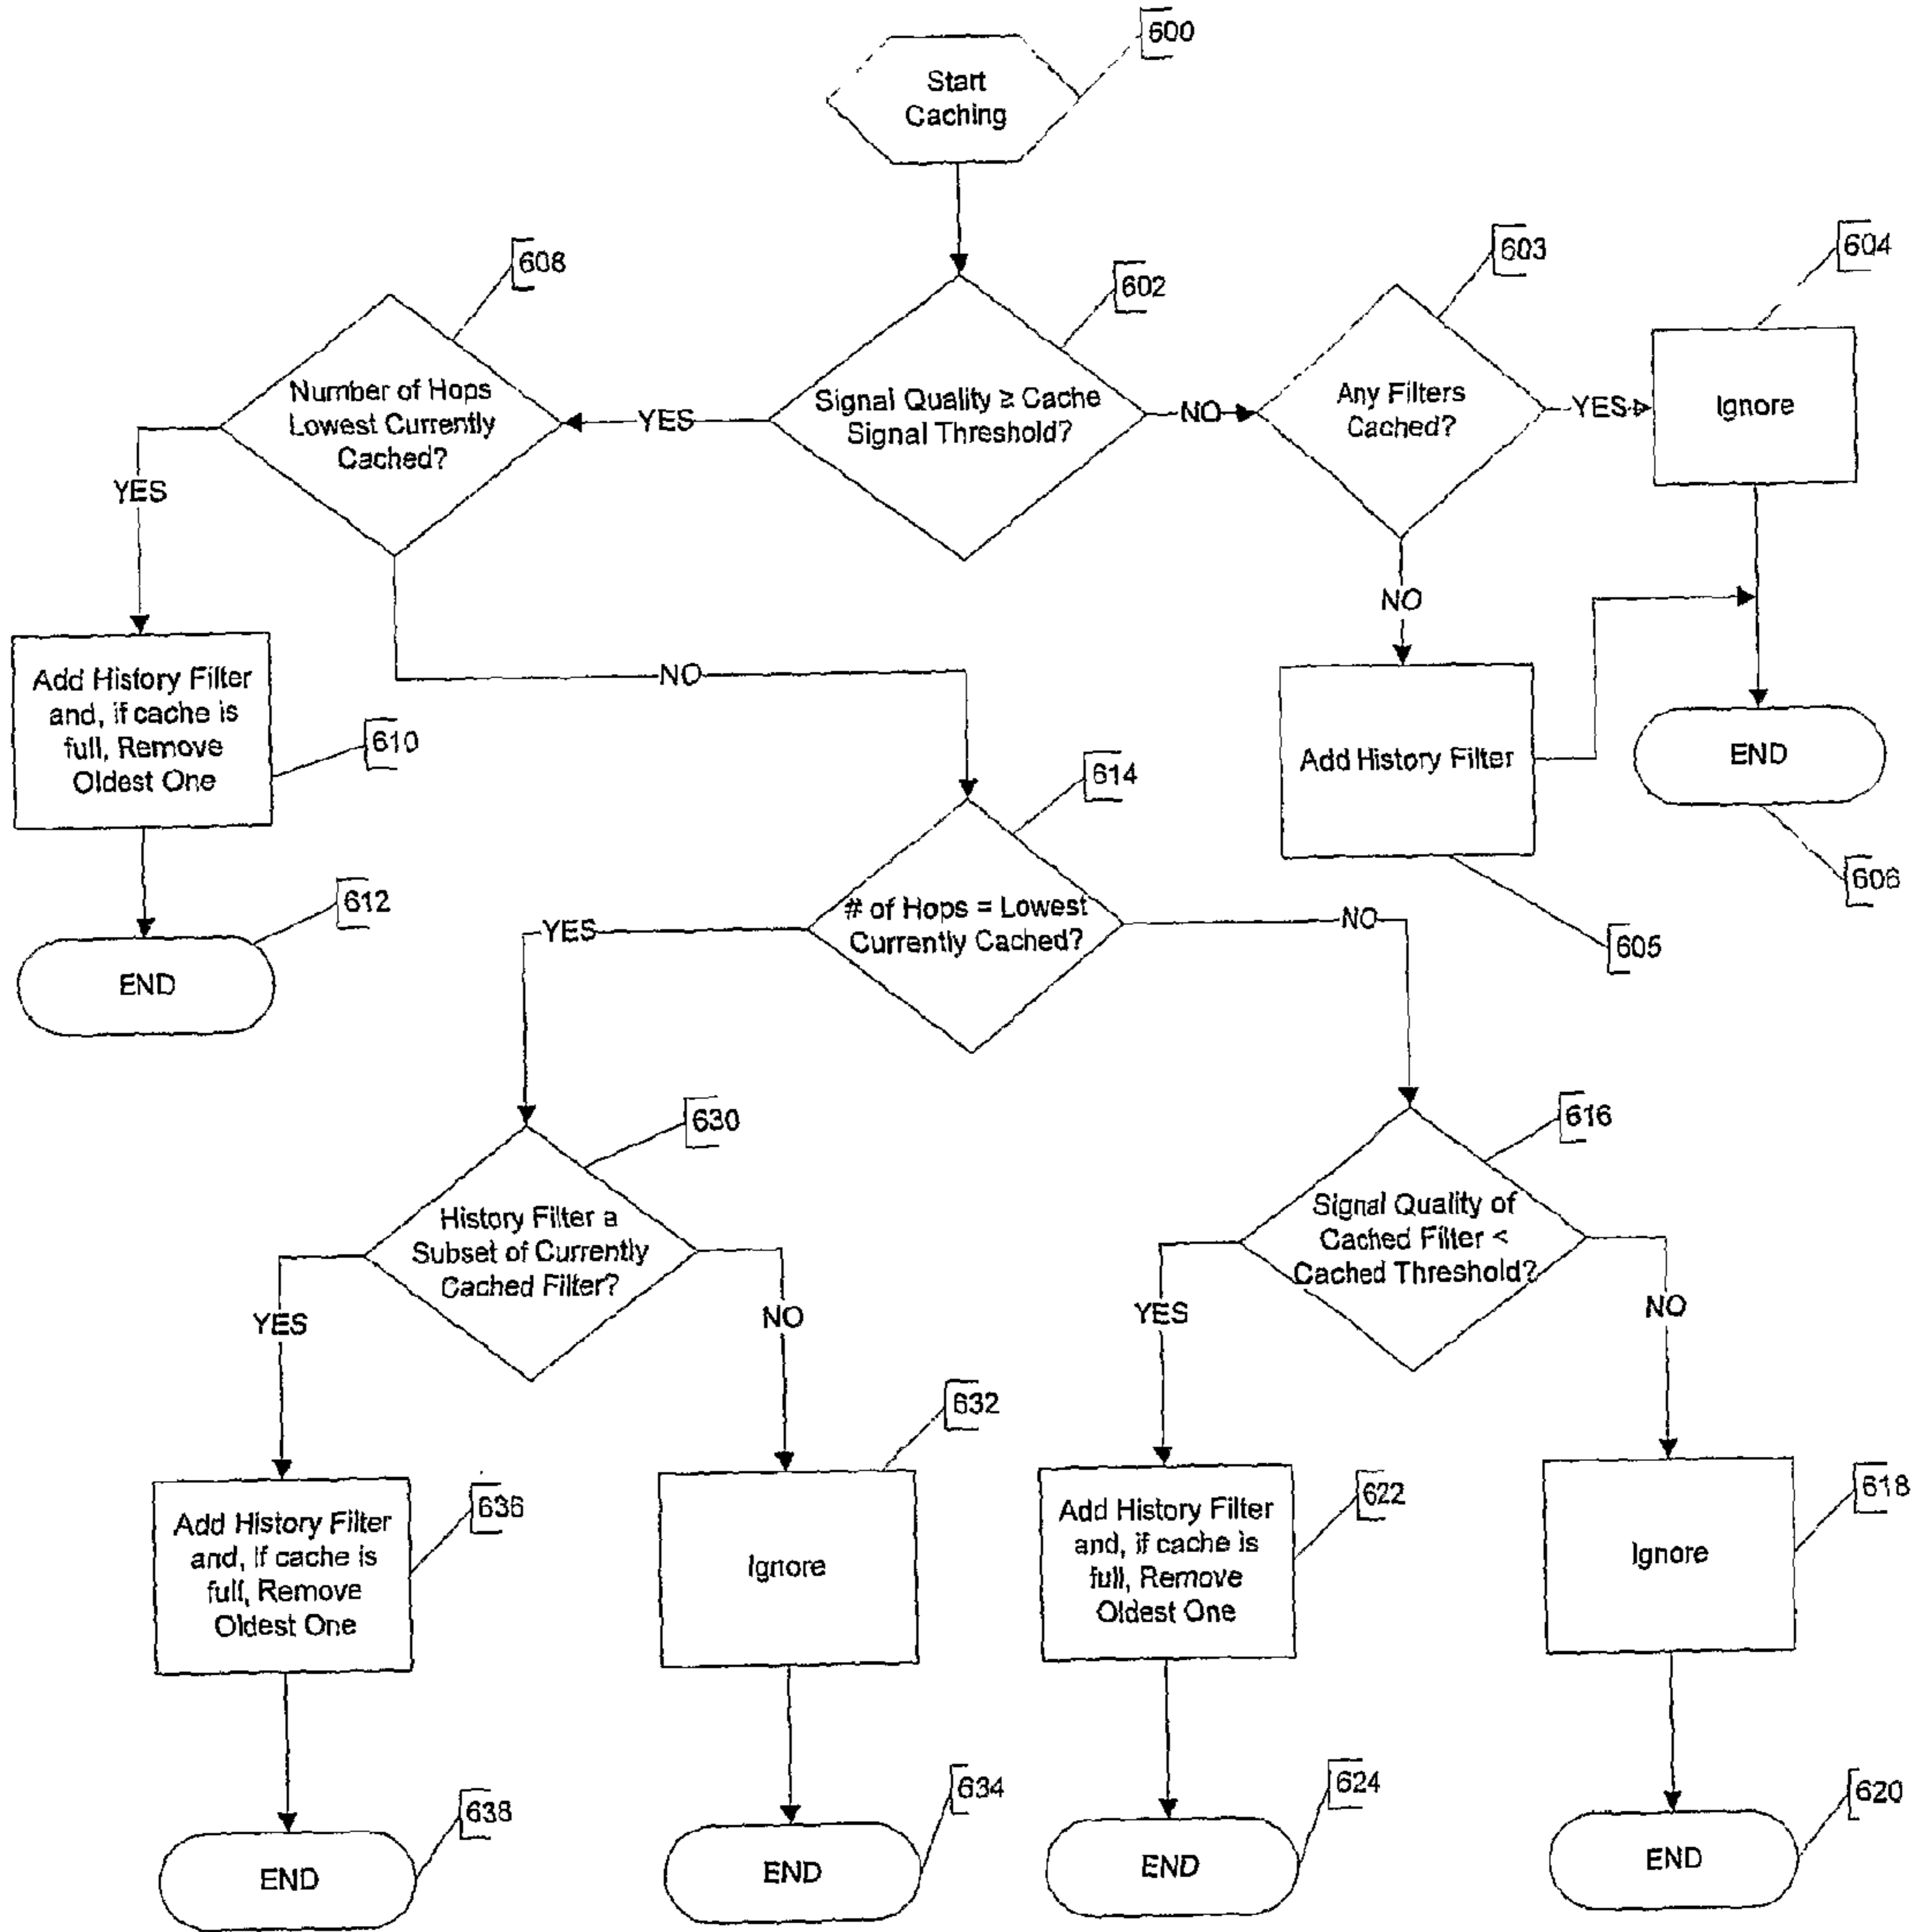 600
Start
Caching
608
602
603
604
Number of Hops
Lowest Currently
Cached?
YES
Signal Quality ≥ Cache
Signal Threshold?
NO
Any Filters
Cached?
YES
Ignore
YES
NO
NO
Add History Filter
and, if cache is
full, Remove
Oldest One
610
614
Add History Filter
END
606
605
612
END
YES
# of Hops = Lowest
Currently Cached?
NO
630
616
History Filter a
Subset of Currently
Cached Filter?
Signal Quality of
Cached Filter <
Cached Threshold?
YES
NO
YES
NO
632
636
622
618
Add History Filter
and, if cache is
full, Remove
Oldest One
Ignore
Add History Filter
and, if cache is
full, Remove
Oldest One
Ignore
638
634
624
620
END
END
END
END